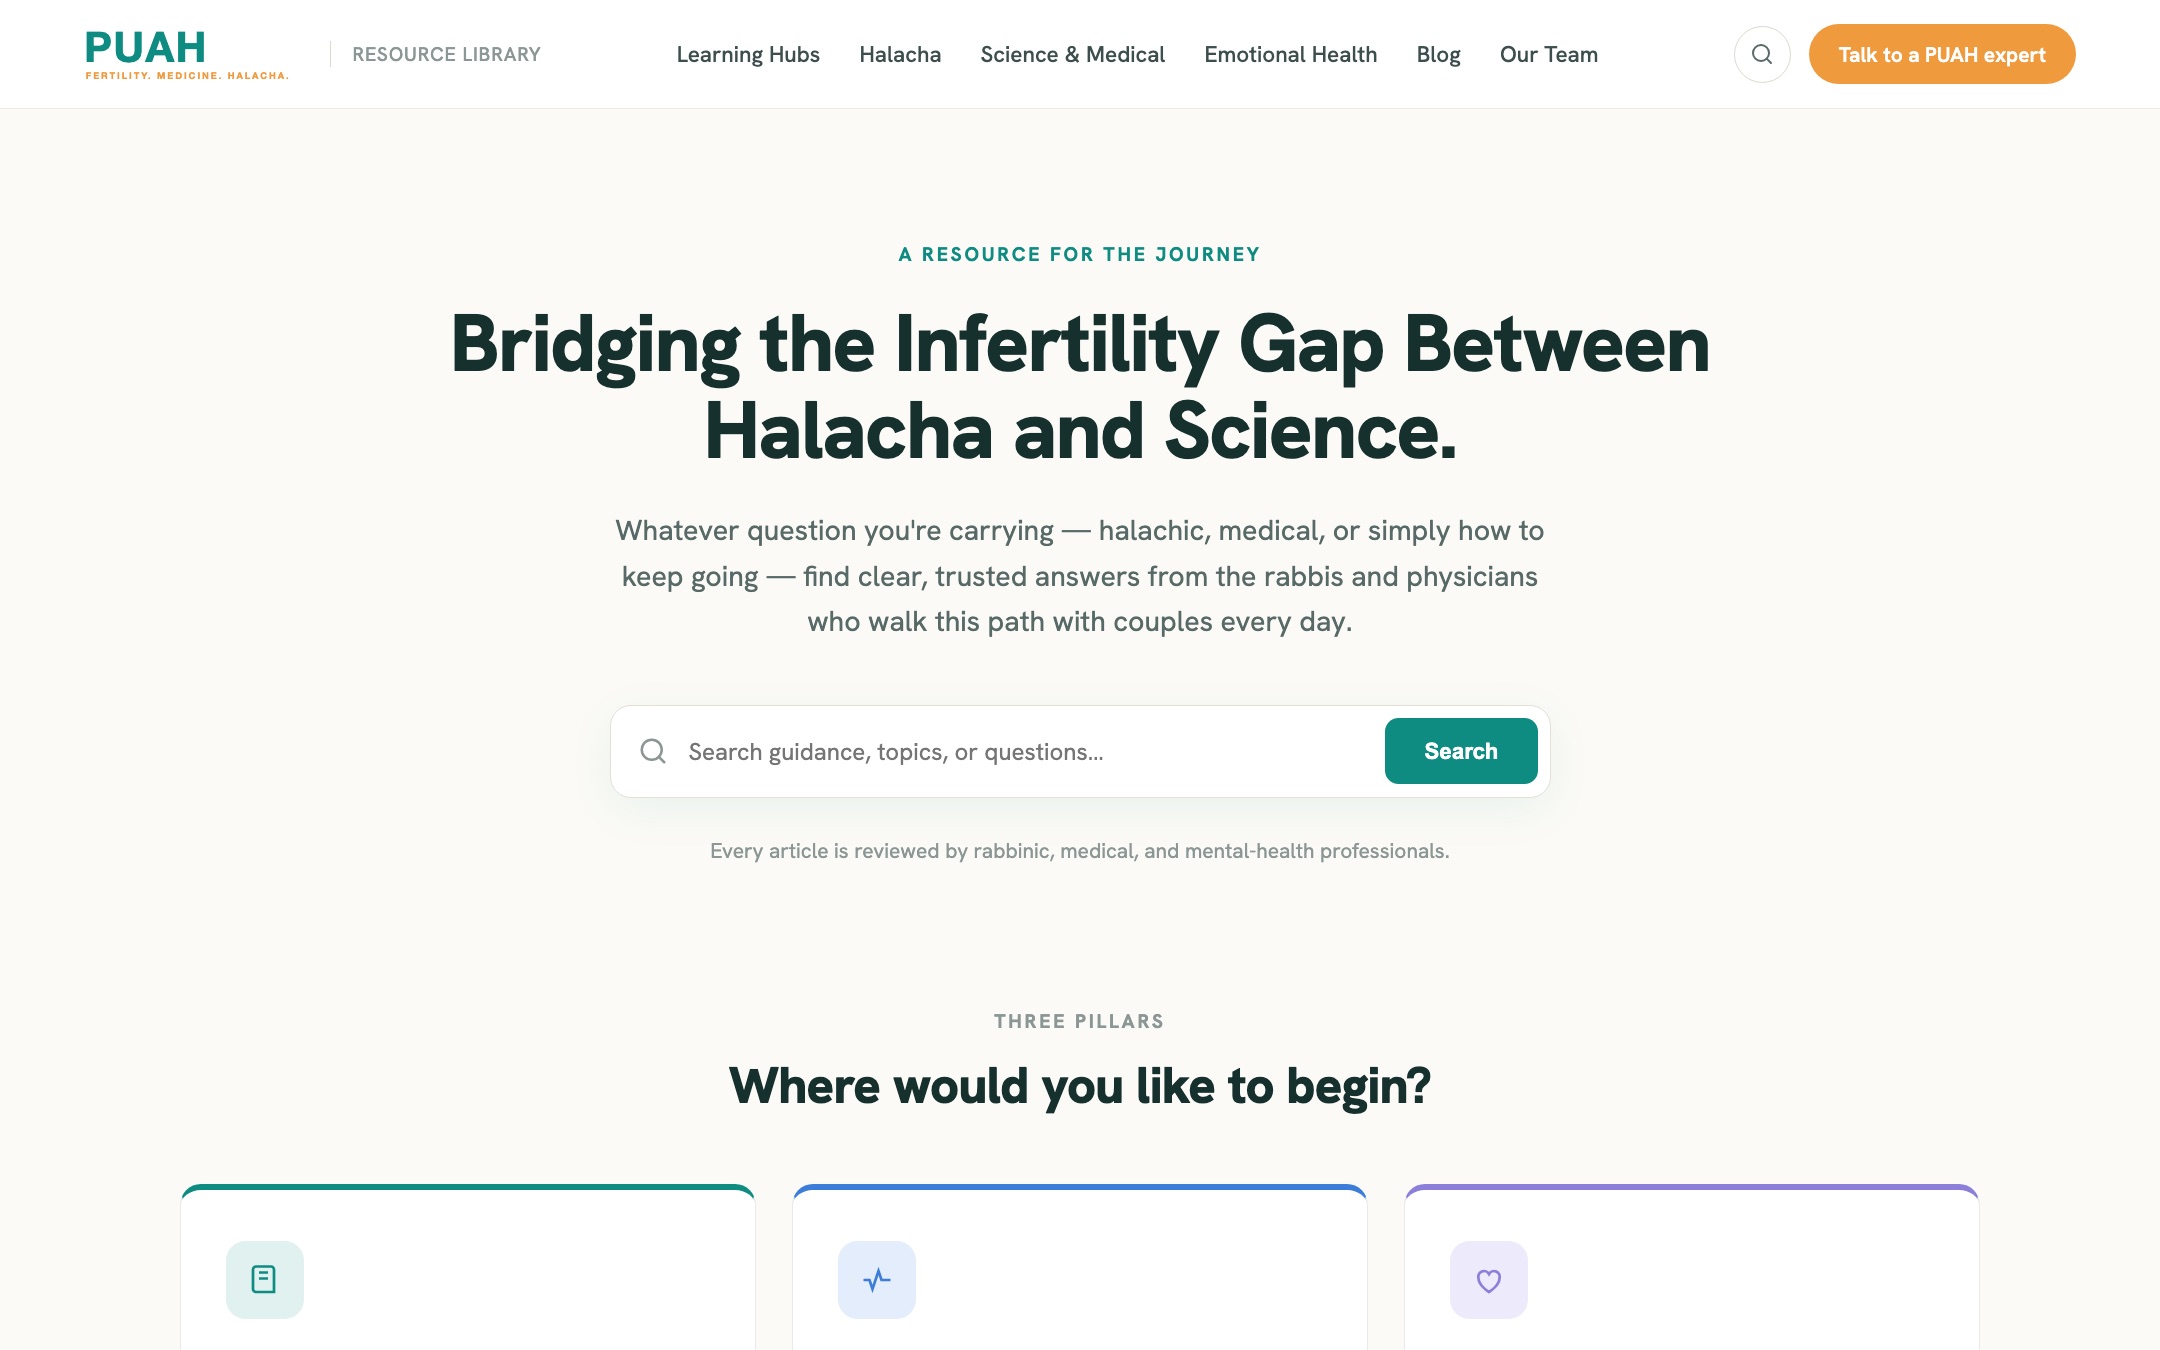 PUAH
FERTILITY. MEDICINE. HALACHA.
RESOURCE LIBRARY
Learning Hubs
Halacha
Science & Medical
Emotional Health
Blog
Our Team
Talk to a PUAH expert
A RESOURCE FOR THE JOURNEY
Bridging the Infertility Gap Between
Halacha and Science.
Whatever question you're carrying — halachic, medical, or simply how to
keep going — find clear, trusted answers from the rabbis and physicians
who walk this path with couples every day.
Search guidance, topics, or questions...
Search
Every article is reviewed by rabbinic, medical, and mental-health professionals.
THREE PILLARS
Where would you like to begin?